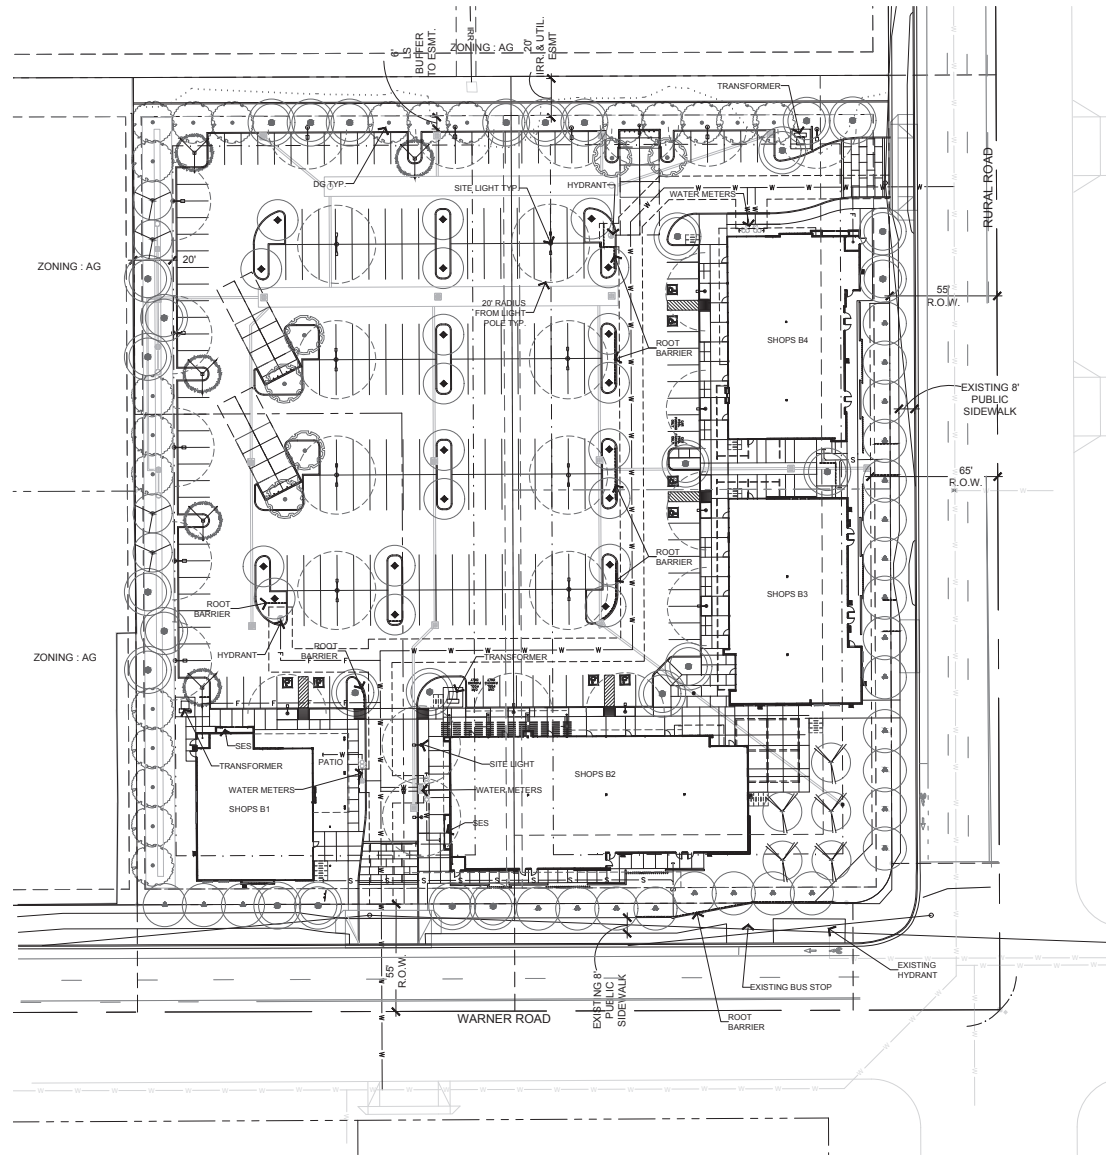 6'
LS
BUFFER
TO ESMT.
IRR.
ZONING : AG
20'
IRR. & UTIL.
ESMT
TRANSFORMER
DG TYP.
SITE LIGHT TYP.
HYDRANT
WATER METERS
RURAL ROAD
ZONING : AG
20'
55'
R.O.W.
20' RADIUS
FROM LIGHT
POLE TYP.
ROOT
BARRIER
SHOPS B4
EXISTING 8'
PUBLIC
SIDEWALK
65'
R.O.W.
ROOT
BARRIER
SHOPS B3
ROOT
BARRIER
ZONING : AG
HYDRANT
ROOT
BARRIER
TRANSFORMER
SES
TRANSFORMER
PATIO
SITE LIGHT
SHOPS B2
WATER METERS
WATER METERS
SHOPS B1
SES
55'
R.O.W.
EXISTING 8'
PUBLIC
SIDEWALK
EXISTING
HYDRANT
EXISTING BUS STOP
WARNER ROAD
ROOT
BARRIER